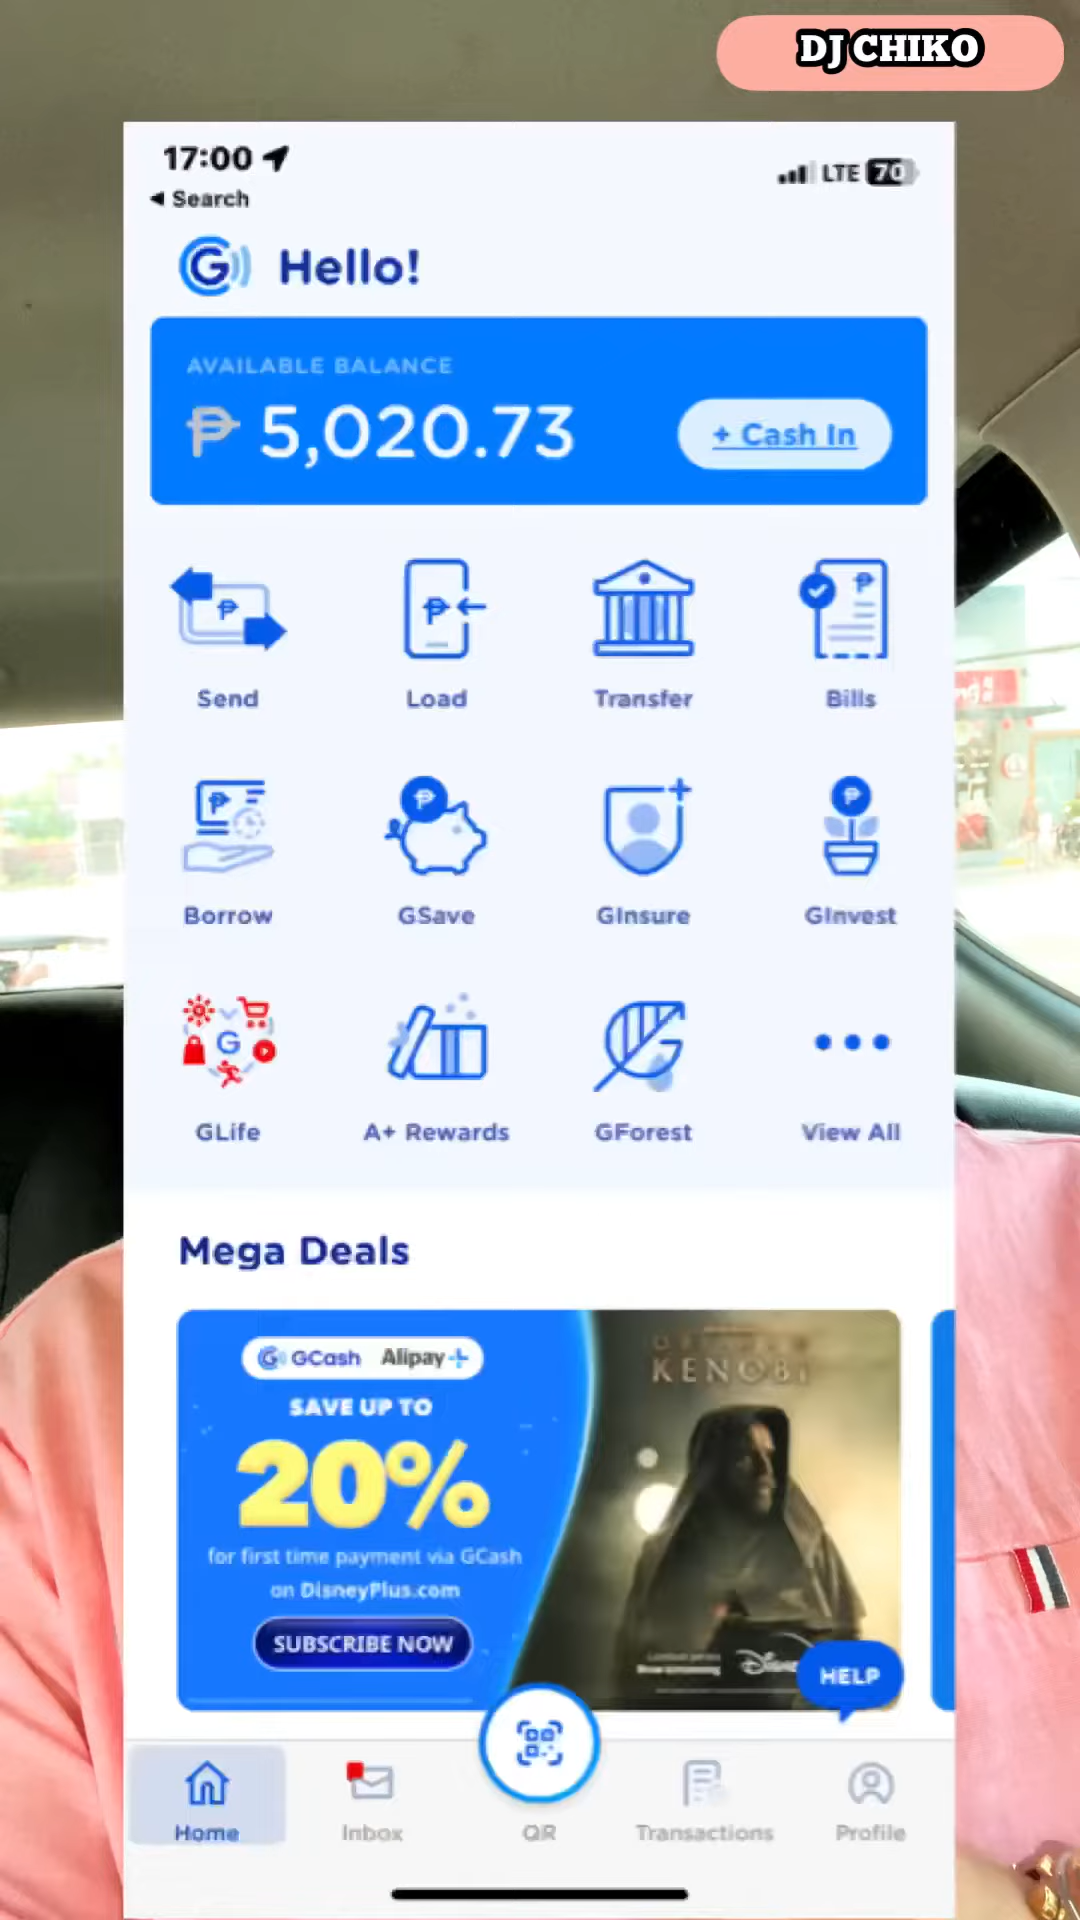 DJ CHIKO
17:00
LTE 70
◀ Search
Hello!
AVAILABLE BALANCE
₱ 5,020.73
+ Cash In
Send
Load
Transfer
Bills
Borrow
GSave
GInsure
GInvest
GLife
A+ Rewards
GForest
View All
Mega Deals
GCash Alipay+
SAVE UP TO
20%
for first time payment via GCash
on DisneyPlus.com
SUBSCRIBE NOW
KENOBI
Disney
HELP
Home
Inbox
QR
Transactions
Profile